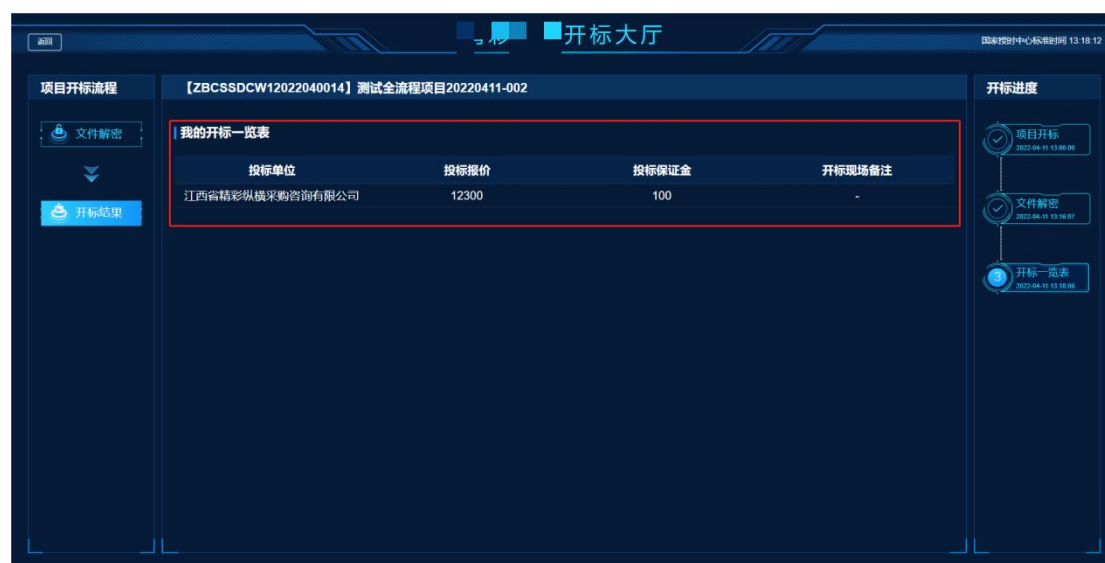 返回
开标大厅
国家授时中心标准时间 13:18:12
项目开标流程
文件解密
开标结果
【ZBCSSDCW12022040014】测试全流程项目20220411-002
我的开标一览表
投标单位 投标报价 投标保证金 开标现场备注
江西省精彩纵横采购咨询有限公司 12300 100 -
开标进度
项目开标
2022-04-11 13:00:00
文件解密
2022-04-11 13:16:07
3 开标一览表
2022-04-11 13:18:06